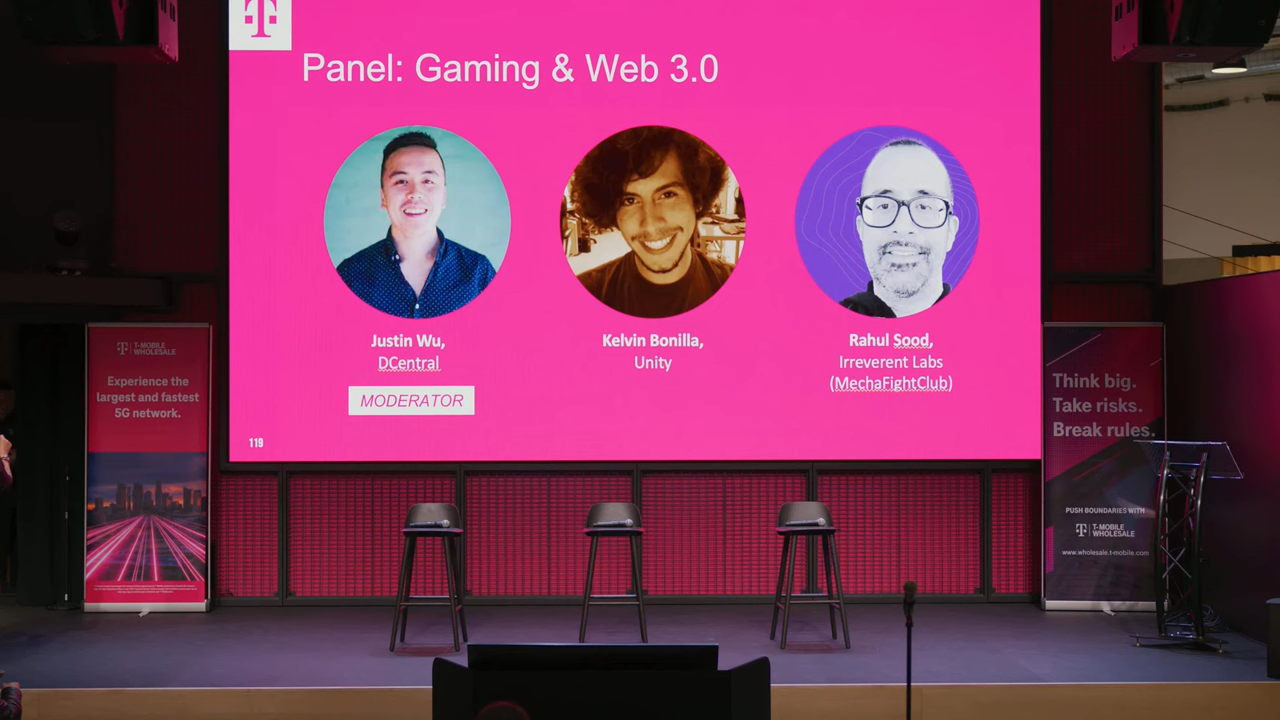 T
Panel: Gaming & Web 3.0
Justin Wu,
DCentral
MODERATOR
Kelvin Bonilla,
Unity
Rahul Sood,
Irreverent Labs
(MechaFightClub)
119
T T-MOBILE
WHOLESALE
Experience the
largest and fastest
5G network.
Think big.
Take risks.
Break rules.
PUSH BOUNDARIES WITH
T T-MOBILE
WHOLESALE
www.wholesale.t-mobile.com